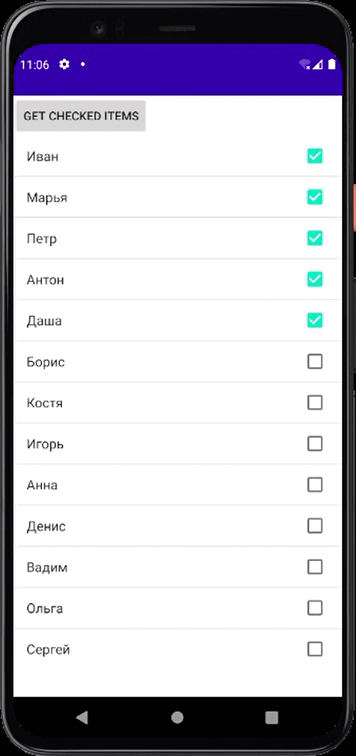 11:06
GET CHECKED ITEMS
Иван
Марья
Петр
Антон
Даша
Борис
Костя
Игорь
Анна
Денис
Вадим
Ольга
Сергей